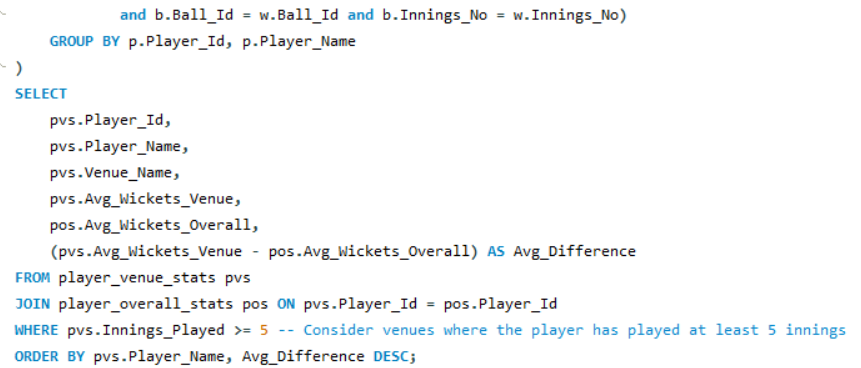 and b.Ball_Id = w.Ball_Id and b.Innings_No = w.Innings_No)
GROUP BY p.Player_Id, p.Player_Name
)
SELECT
pvs.Player_Id,
pvs.Player_Name,
pvs.Venue_Name,
pvs.Avg_Wickets_Venue,
pos.Avg_Wickets_Overall,
(pvs.Avg_Wickets_Venue - pos.Avg_Wickets_Overall) AS Avg_Difference
FROM player_venue_stats pvs
JOIN player_overall_stats pos ON pvs.Player_Id = pos.Player_Id
WHERE pvs.Innings_Played >= 5 -- Consider venues where the player has played at least 5 innings
ORDER BY pvs.Player_Name, Avg_Difference DESC;